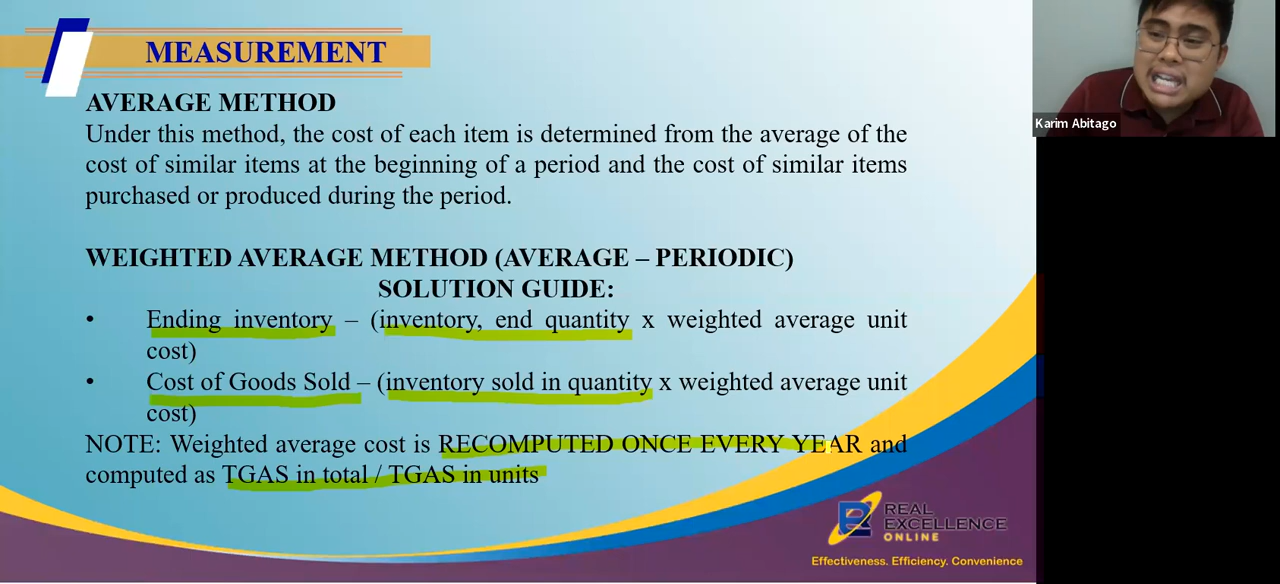 MEASUREMENT
AVERAGE METHOD
Under this method, the cost of each item is determined from the average of the
cost of similar items at the beginning of a period and the cost of similar items
purchased or produced during the period.
WEIGHTED AVERAGE METHOD (AVERAGE – PERIODIC)
SOLUTION GUIDE:
• Ending inventory – (inventory, end quantity x weighted average unit
cost)
• Cost of Goods Sold – (inventory sold in quantity x weighted average unit
cost)
NOTE: Weighted average cost is RECOMPUTED ONCE EVERY YEAR and
computed as TGAS in total / TGAS in units
REAL
EXCELLENCE
ONLINE
Effectiveness. Efficiency. Convenience
Karim Abitago